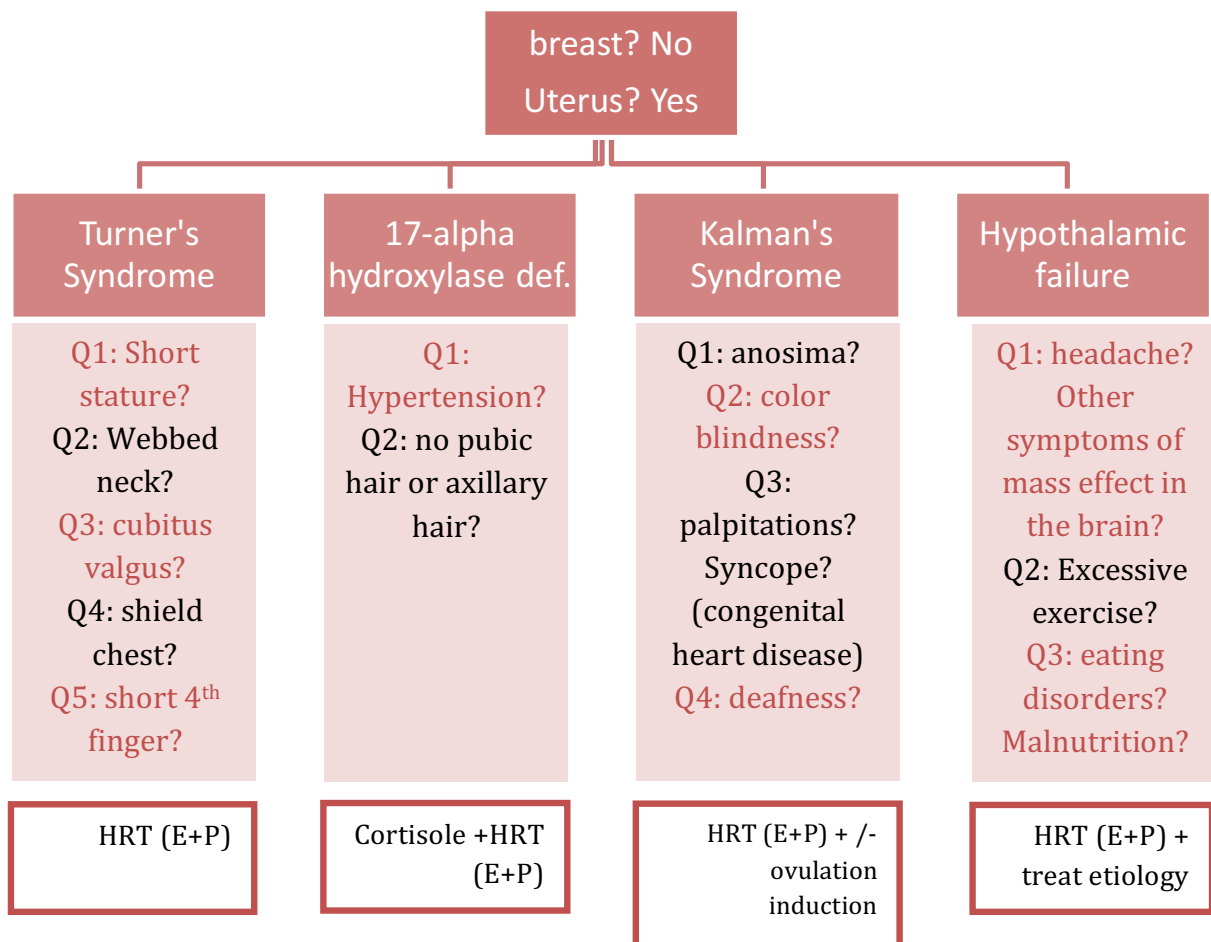 breast? No
Uterus? Yes
Turner's
Syndrome
17-alpha
hydroxylase def.
Kalman's
Syndrome
Hypothalamic
failure
Q1: Short
stature?
Q2: Webbed
neck?
Q3: cubitus
valgus?
Q4: shield
chest?
Q5: short 4th
finger?
Q1:
Hypertension?
Q2: no pubic
hair or axillary
hair?
Q1: anosima?
Q2: color
blindness?
Q3:
palpitations?
Syncope?
(congenital
heart disease)
Q4: deafness?
Q1: headache?
Other
symptoms of
mass effect in
the brain?
Q2: Excessive
exercise?
Q3: eating
disorders?
Malnutrition?
HRT (E+P)
Cortisole +HRT
(E+P)
HRT (E+P) + /-
ovulation
induction
HRT (E+P) +
treat etiology